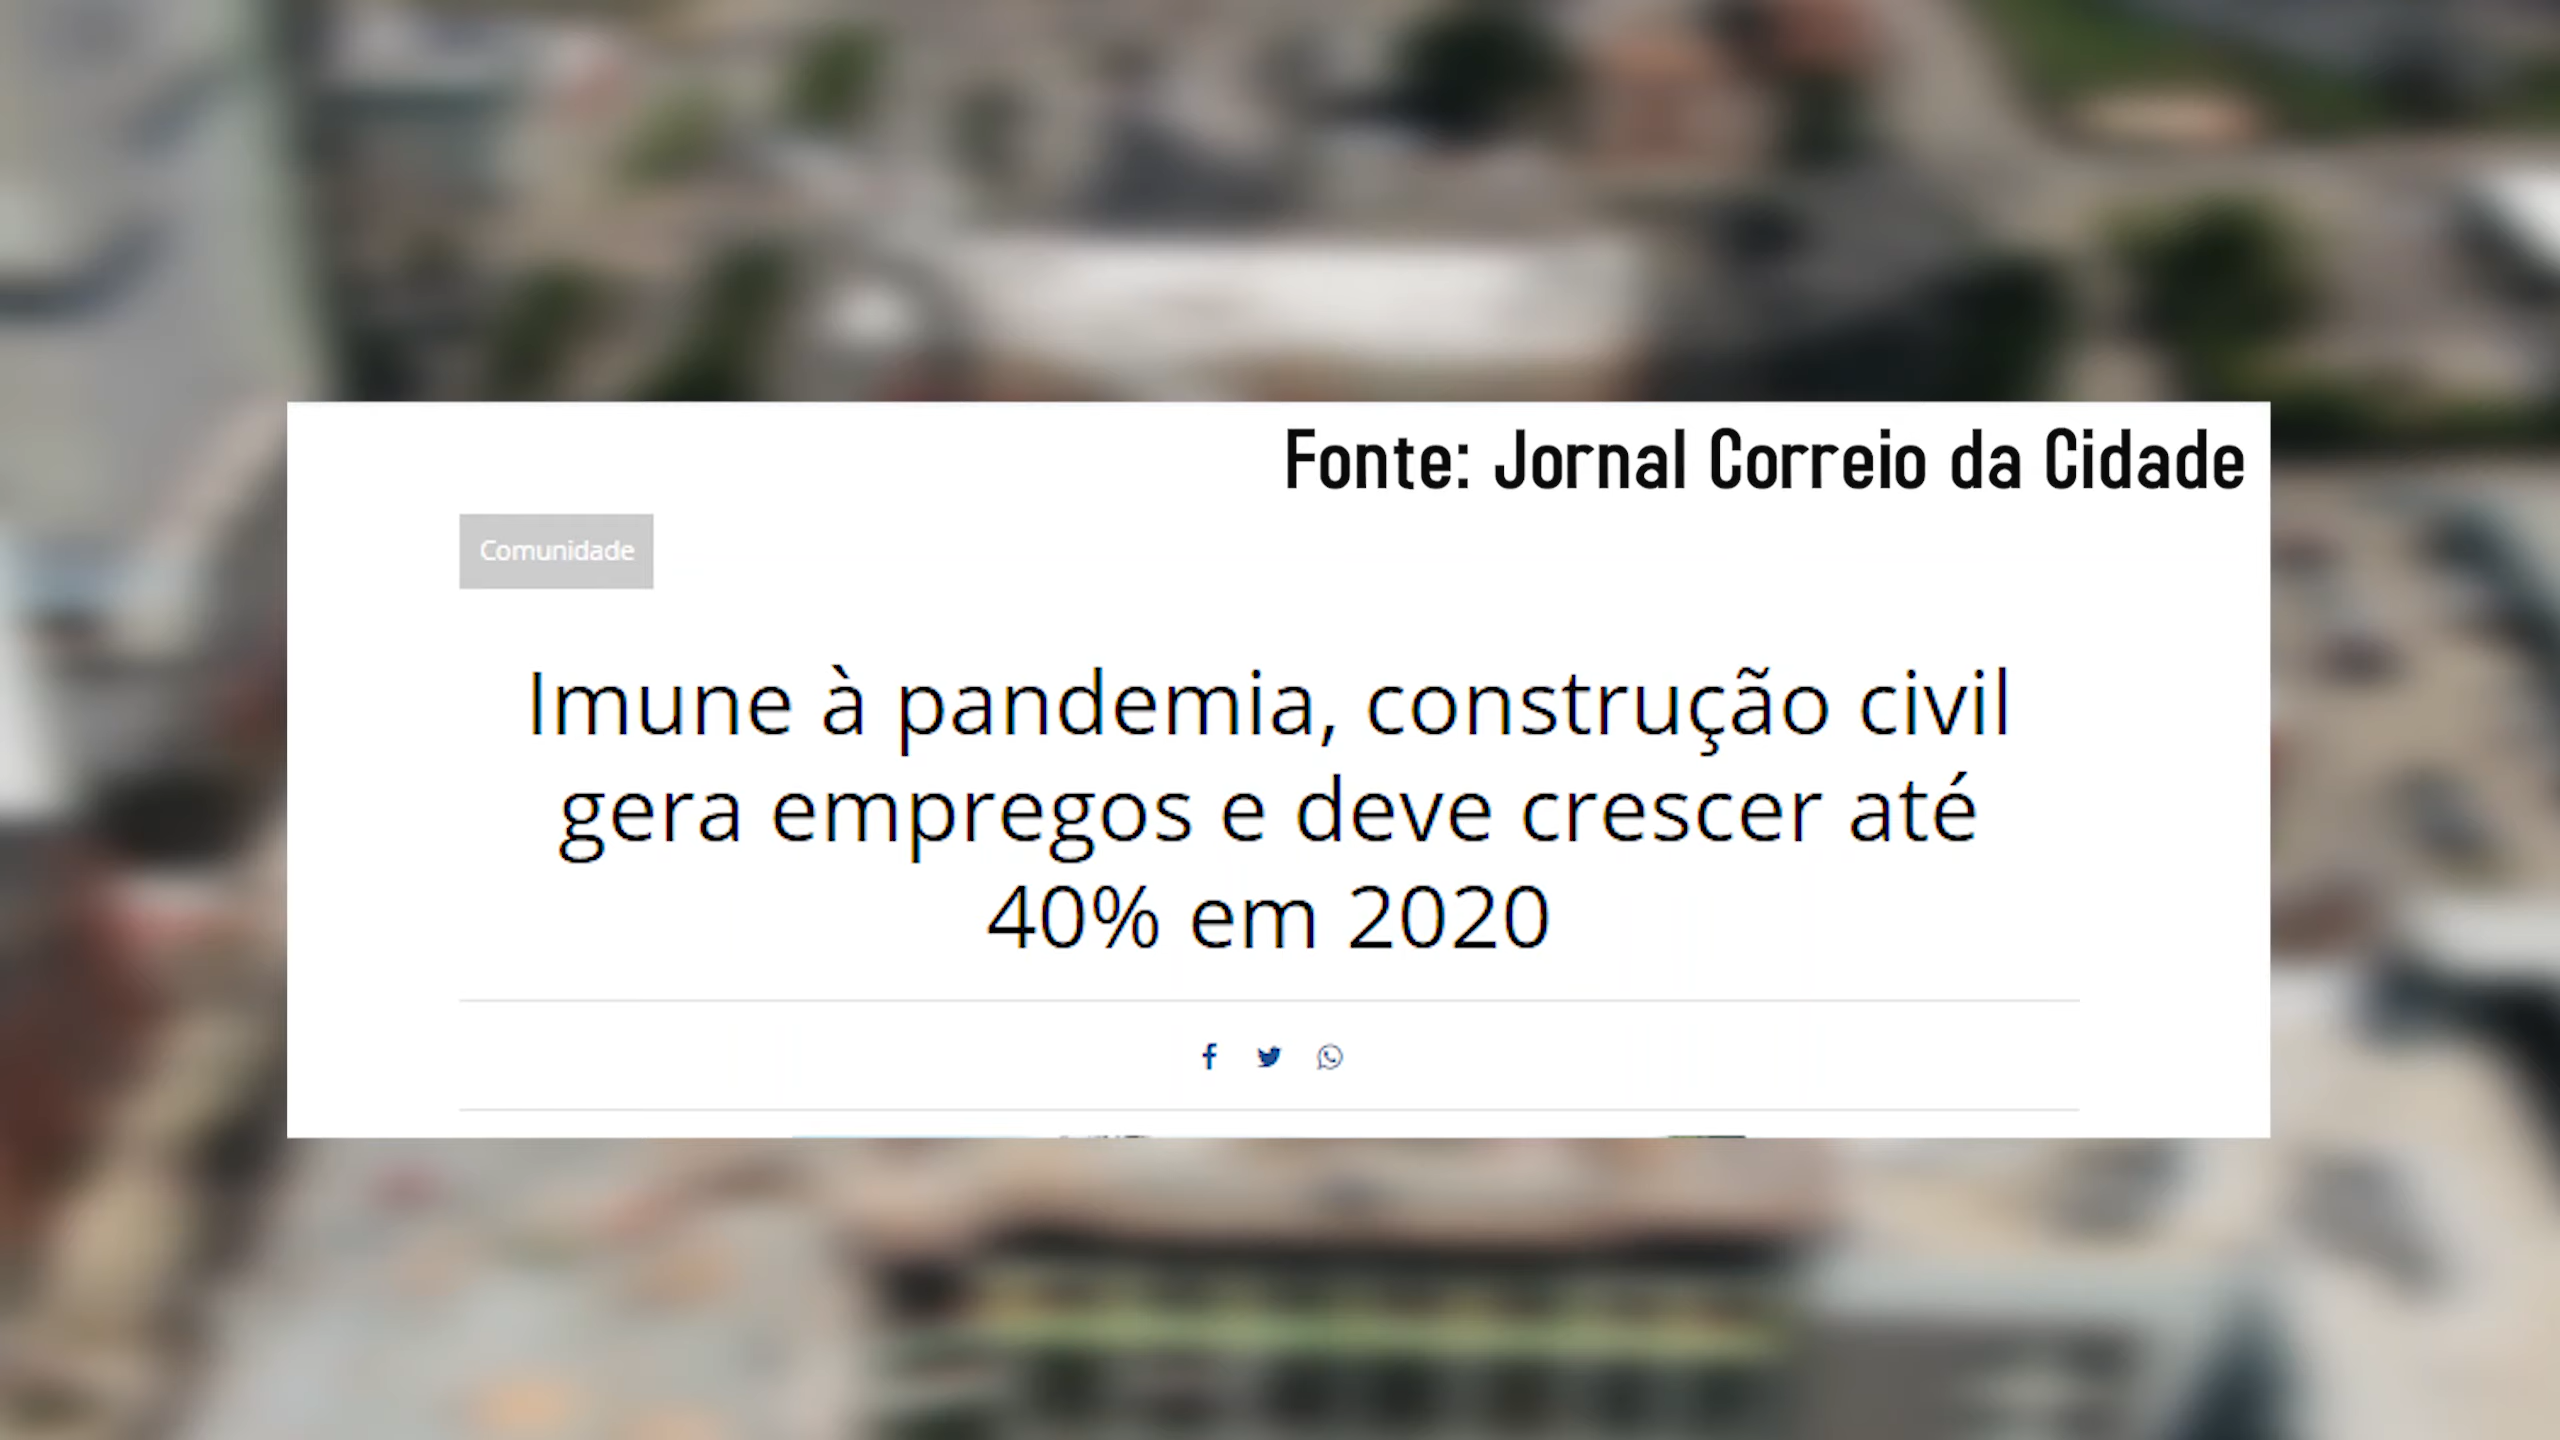 Fonte: Jornal Correio da Cidade
Comunidade
Imune à pandemia, construção civil
gera empregos e deve crescer até
40% em 2020